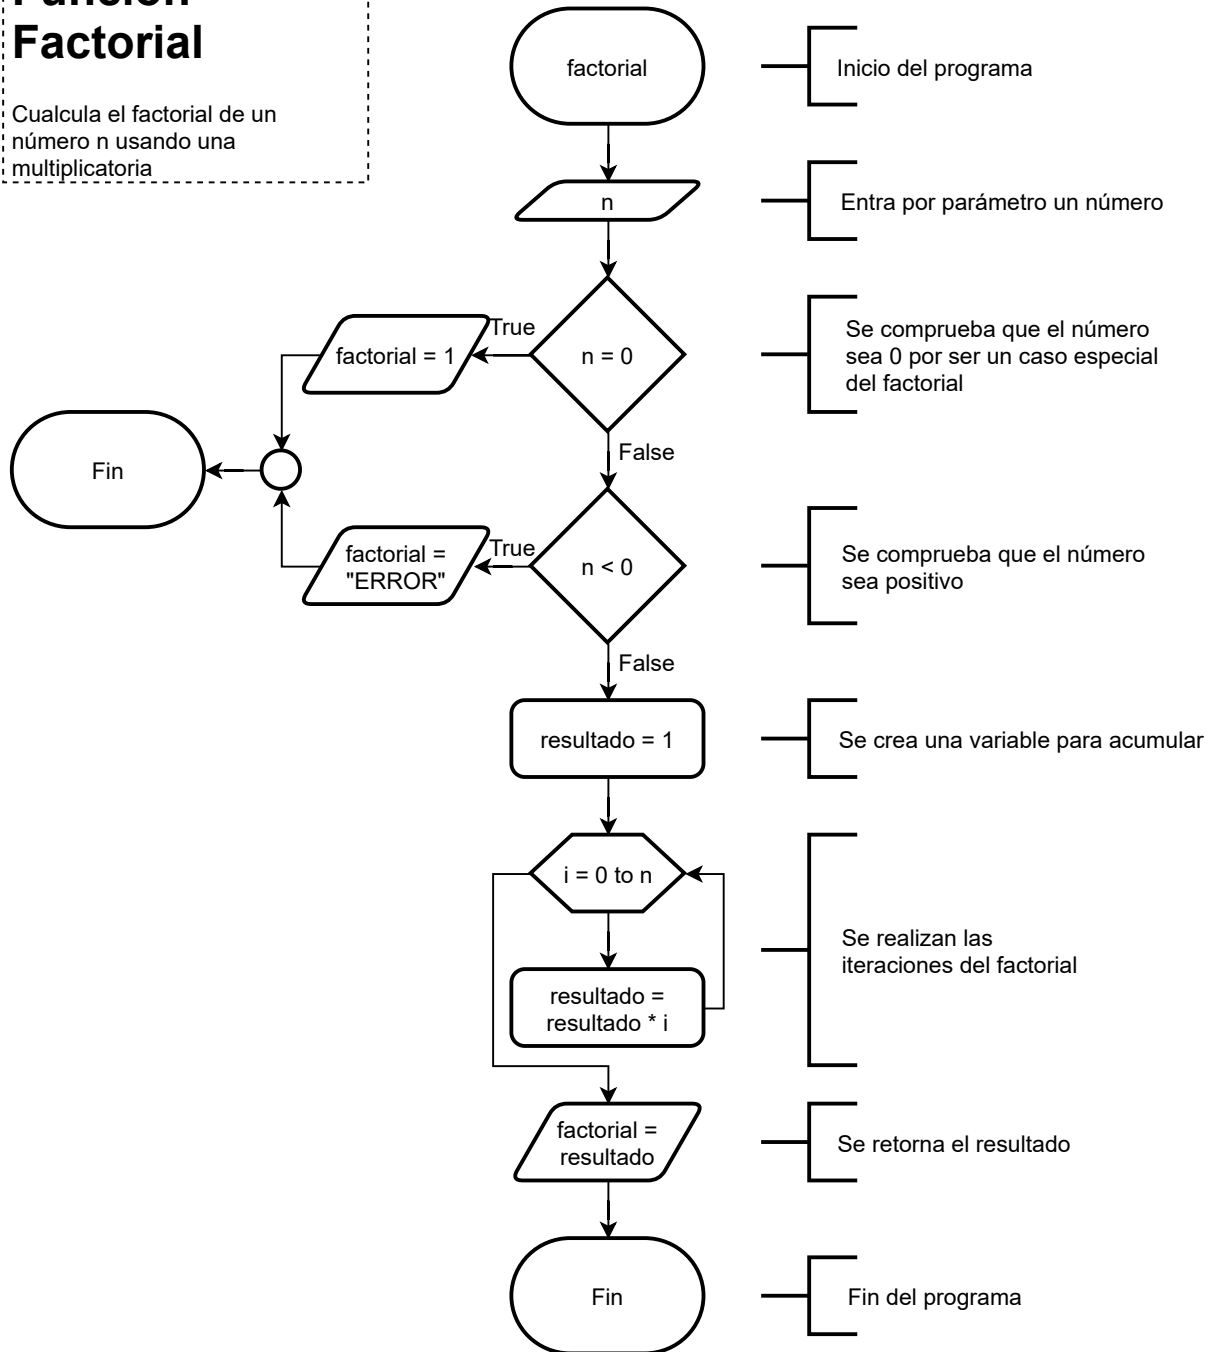 Factorial
Cualcula el factorial de un
número n usando una
multiplicatoria
factorial
Inicio del programa
n
Entra por parámetro un número
n = 0
True
factorial = 1
Se comprueba que el número
sea 0 por ser un caso especial
del factorial
False
Fin
n < 0
True
factorial =
"ERROR"
Se comprueba que el número
sea positivo
False
resultado = 1
Se crea una variable para acumular
i = 0 to n
resultado =
resultado * i
Se realizan las
iteraciones del factorial
factorial =
resultado
Se retorna el resultado
Fin
Fin del programa